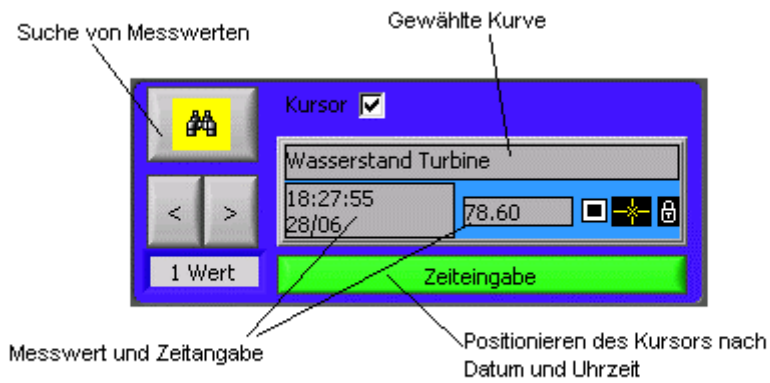 Suche von Messwerten
Gewählte Kurve
Kursor
Wasserstand Turbine
18:27:55
28/06
78.60
< >
1 Wert
Zeiteingabe
Messwert und Zeitangabe
Positionieren des Kursors nach
Datum und Uhrzeit